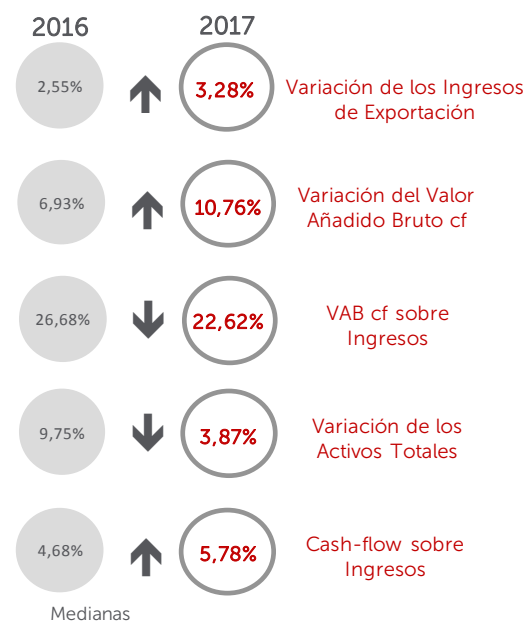 2016
2017
2,55%
3,28%
Variación de los Ingresos
de Exportación
6,93%
10,76%
Variación del Valor
Añadido Bruto cf
26,68%
22,62%
VAB cf sobre
Ingresos
9,75%
3,87%
Variación de los
Activos Totales
4,68%
5,78%
Cash-flow sobre
Ingresos
Medianas